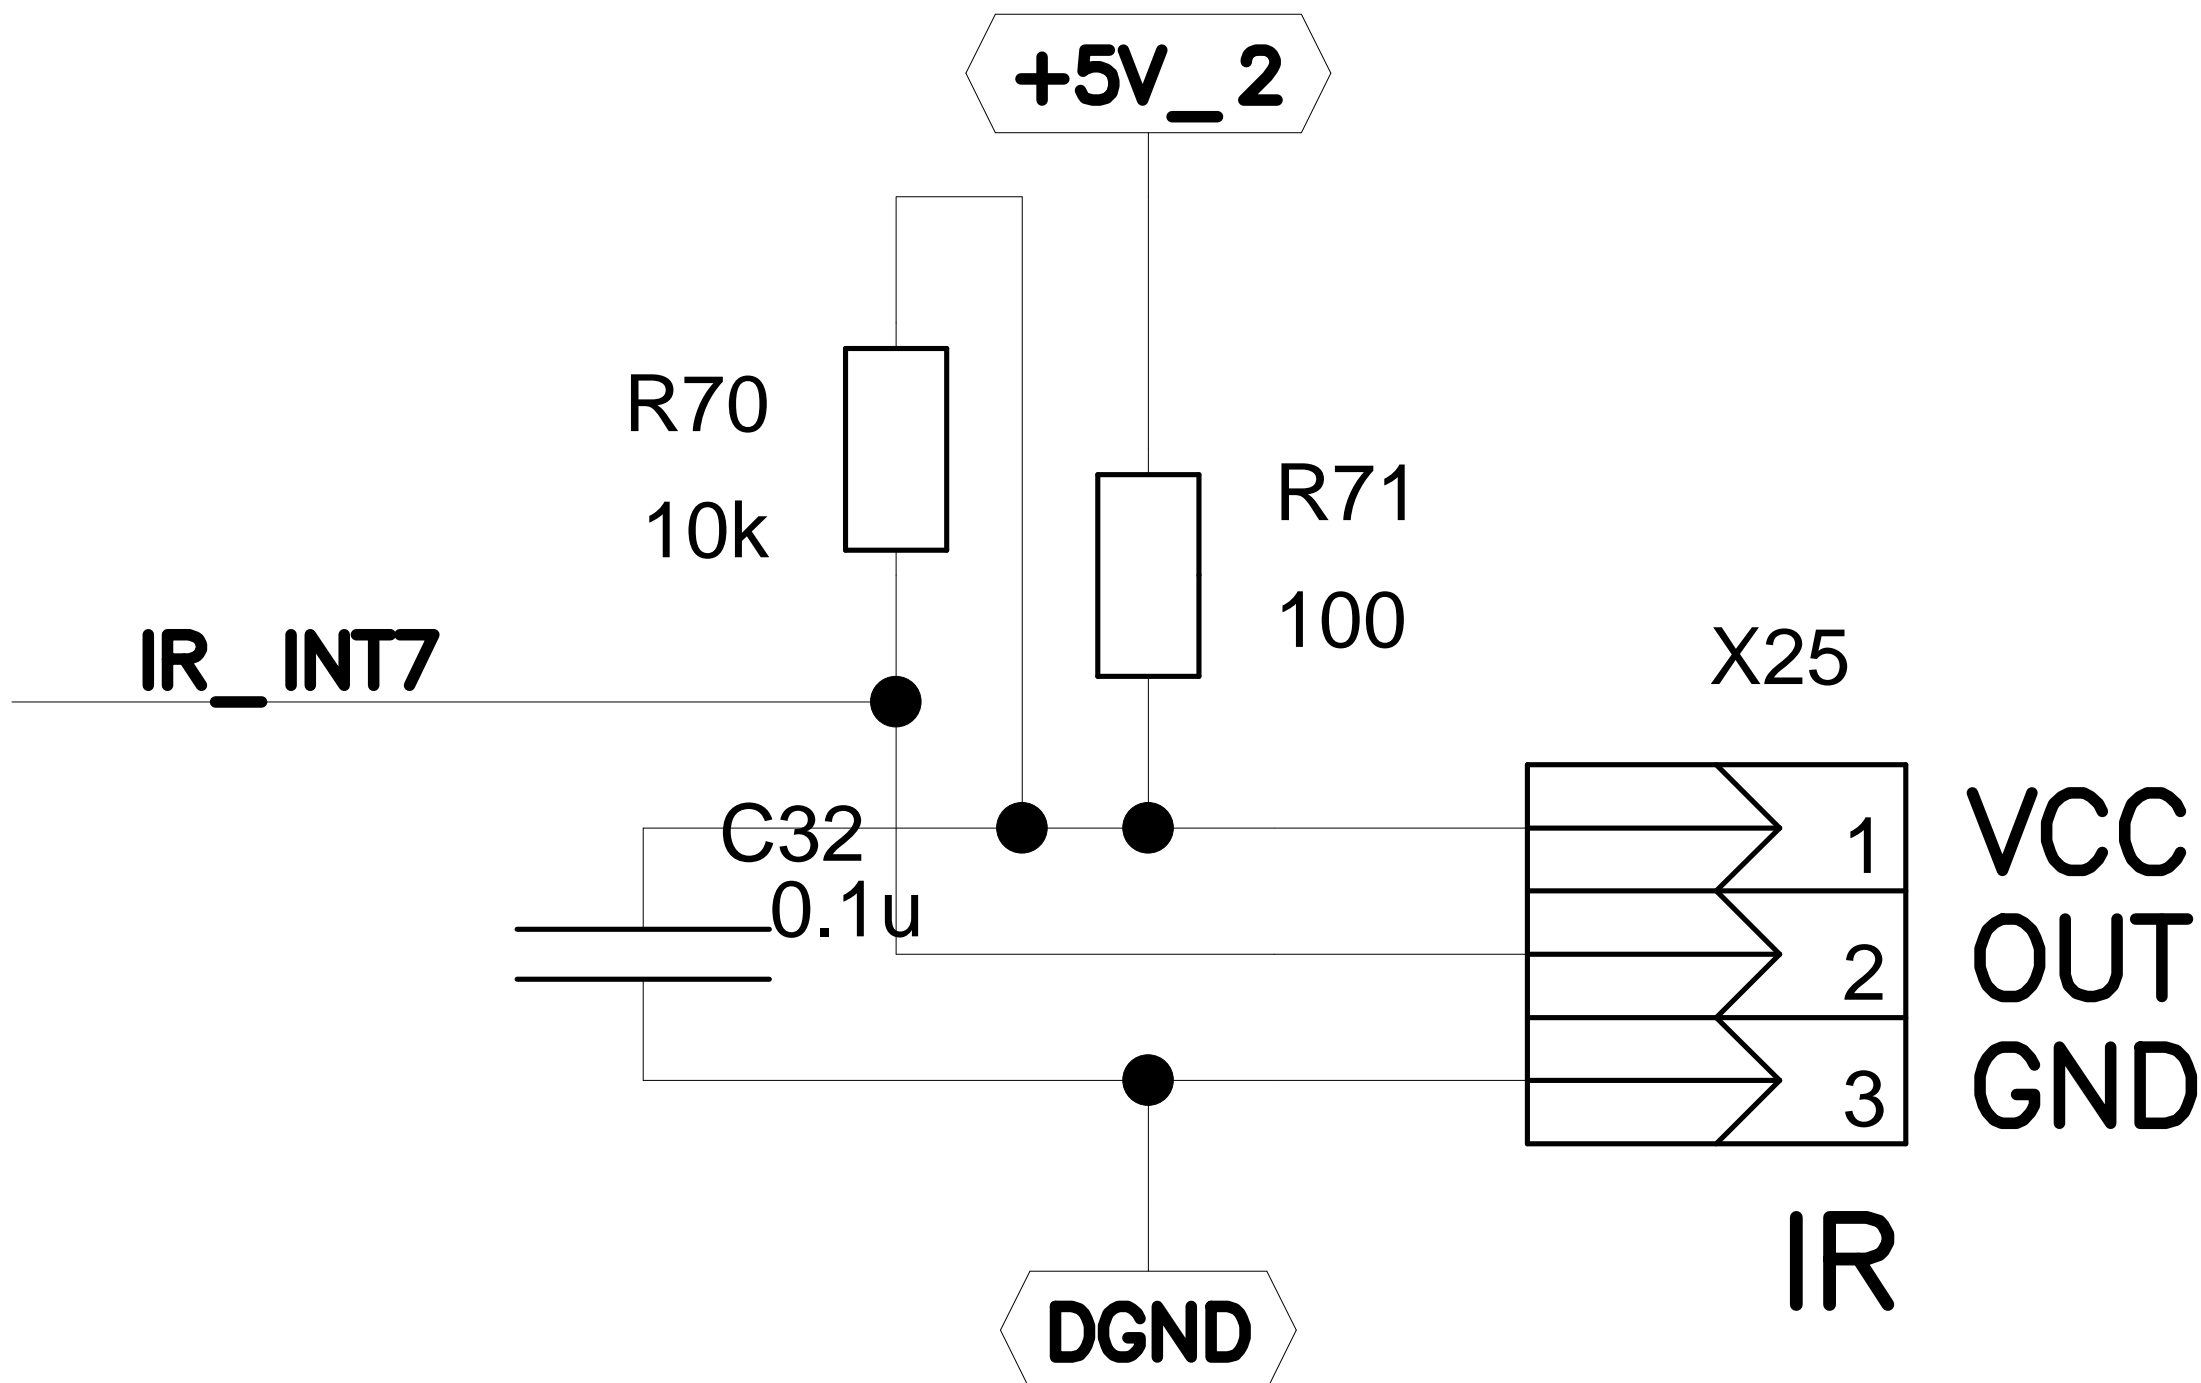 +5V_2
R70
10k
R71
100
IR_INT7
X25
C32
0.1u
1 VCC
2 OUT
3 GND
IR
DGND